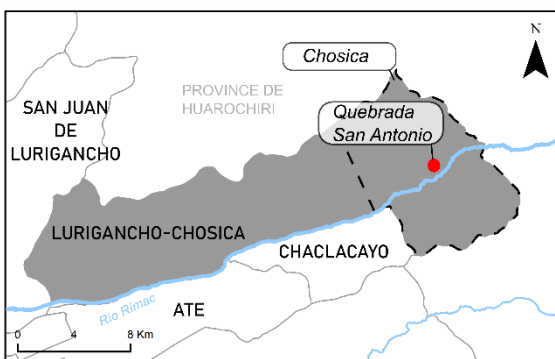 N
Chosica
PROVINCE DE
HUAROCHIRI
SAN JUAN
DE
LURIGANCHO
Quebrada
San Antonio
LURIGANCHO-CHOSICA
CHACLACAYO
ATE
Rio Rimac
0 4 8 Km